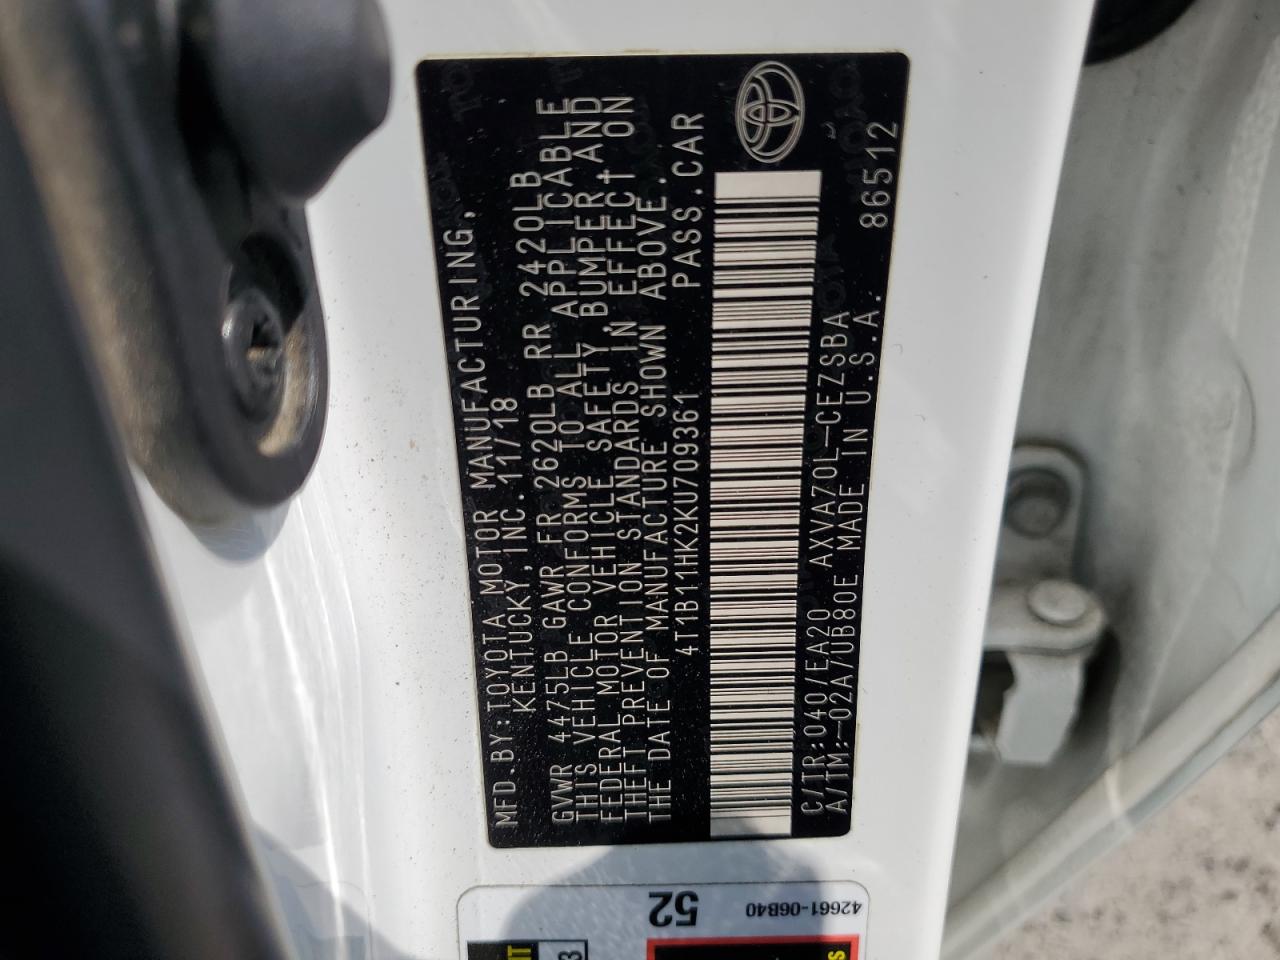 MFD.BY:TOYOTA MOTOR MANUFACTURING,
KENTUCKY,INC. 11/18
GVWR 4475LB GAWR FR 2620LB RR 2420LB
THIS VEHICLE CONFORMS TO ALL APPLICABLE
FEDERAL MOTOR VEHICLE SAFETY, BUMPER, AND
THEFT PREVENTION STANDARDS IN EFFECT ON
THE DATE OF MANUFACTURE SHOWN ABOVE.
4T1B11HK2KU709361 PASS.CAR
C/TR:040/EA20 AXVA70L-CEZSBA
A/TM:-02A/UB80E MADE IN U.S.A. 86512
52
42661-06B40